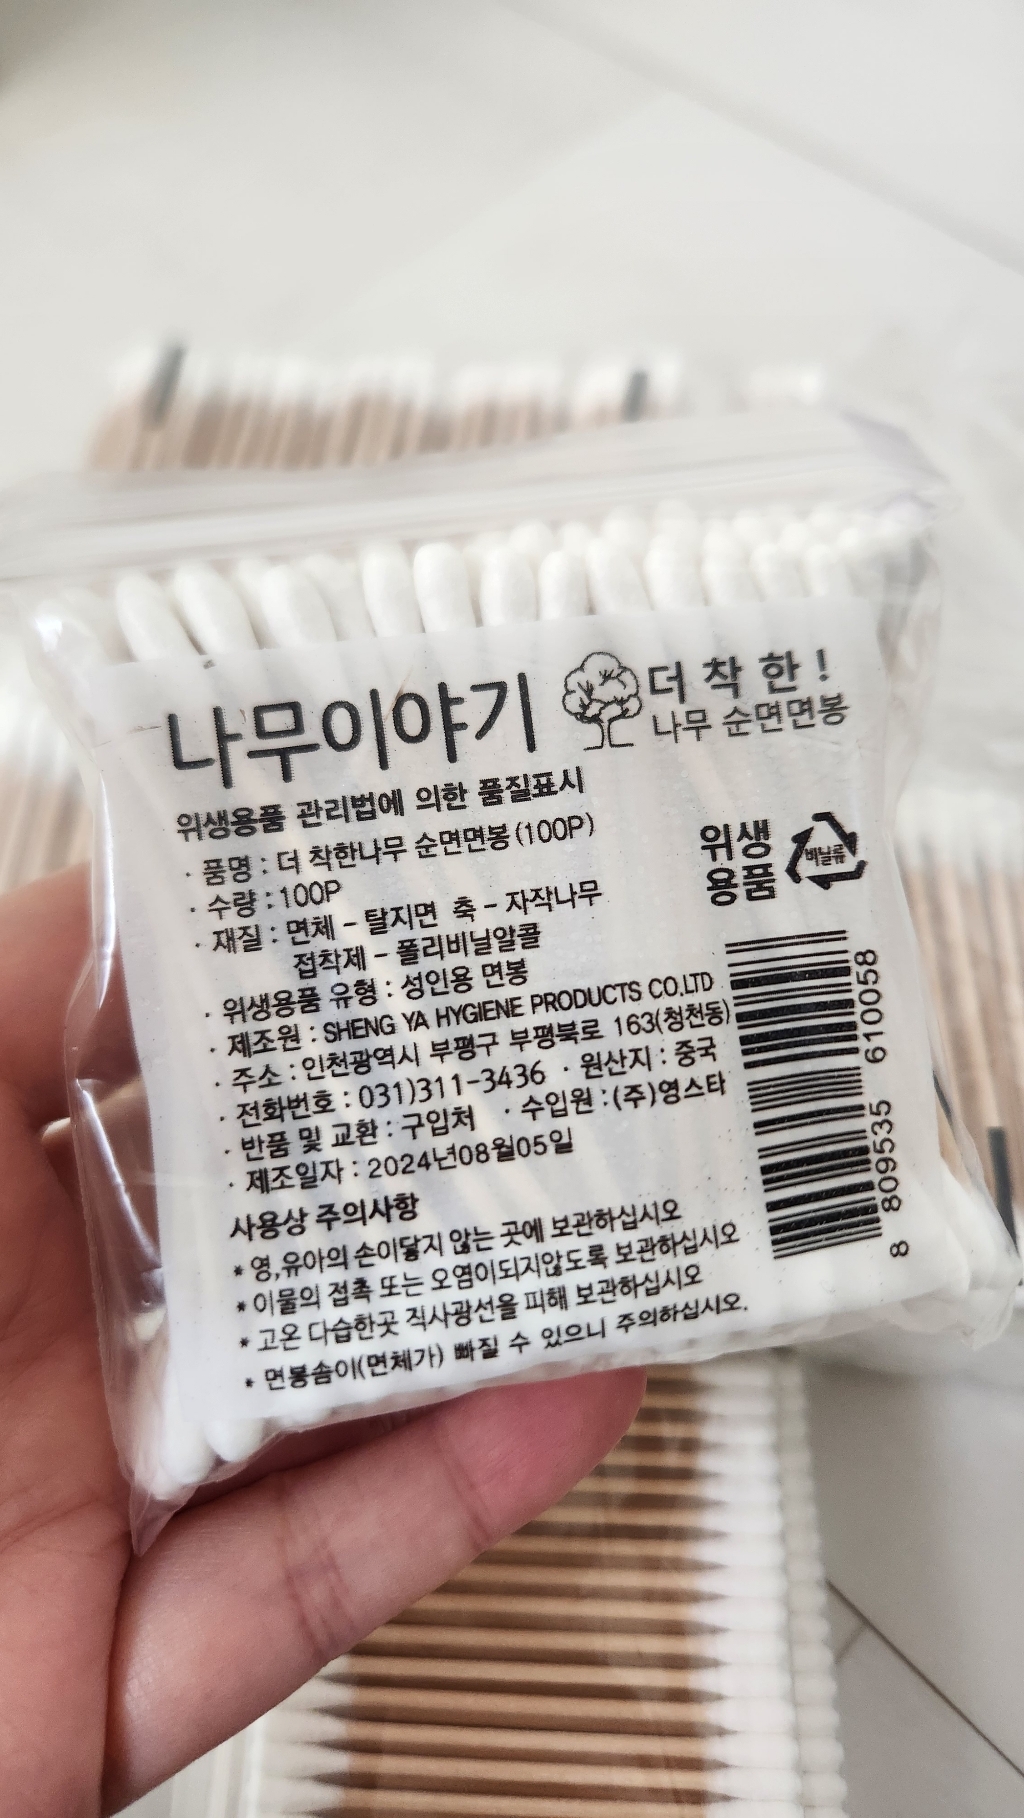 나무이야기
더 착 한 !
나무 순면면봉
위생용품 관리법에 의한 품질표시
· 품명 : 더 착한나무 순면면봉(100P)
· 수량 : 100P
· 재질 : 면체 - 탈지면 축 - 자작나무
접착제 - 폴리비닐알콜
· 위생용품 유형 : 성인용 면봉
· 제조원 : SHENG YA HYGIENE PRODUCTS CO.LTD
· 주소 : 인천광역시 부평구 부평북로 163(청천동)
· 전화번호 : 031)311-3436 · 원산지 : 중국
· 반품 및 교환 : 구입처 · 수입원 : (주)영스타
· 제조일자 : 2024년08월05일
사용상 주의사항
* 영,유아의 손이닿지 않는 곳에 보관하십시오
* 이물의 접촉 또는 오염이되지않도록 보관하십시오
* 고온 다습한곳 직사광선을 피해 보관하십시오
* 면봉솜이(면체가) 빠질 수 있으니 주의하십시오.
위생
용품
비닐류
8 809535 610058